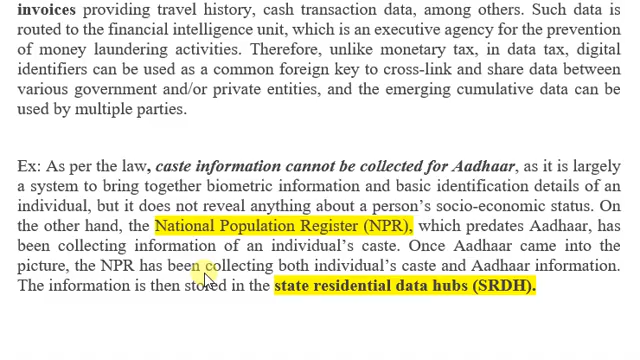 invoices providing travel history, cash transaction data, among others. Such data is
routed to the financial intelligence unit, which is an executive agency for the prevention
of money laundering activities. Therefore, unlike monetary tax, in data tax, digital
identifiers can be used as a common foreign key to cross-link and share data between
various government and/or private entities, and the emerging cumulative data can be
used by multiple parties.
Ex: As per the law, caste information cannot be collected for Aadhaar, as it is largely
a system to bring together biometric information and basic identification details of an
individual, but it does not reveal anything about a person's socio-economic status. On
the other hand, the National Population Register (NPR), which predates Aadhaar, has
been collecting information of an individual's caste. Once Aadhaar came into the
picture, the NPR has been collecting both individual's caste and Aadhaar information.
The information is then stored in the state residential data hubs (SRDH).